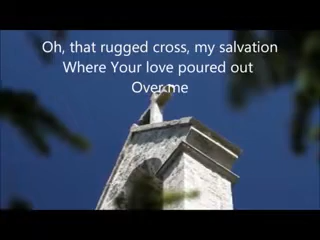 Oh, that rugged cross, my salvation
Where Your love poured out
Over me